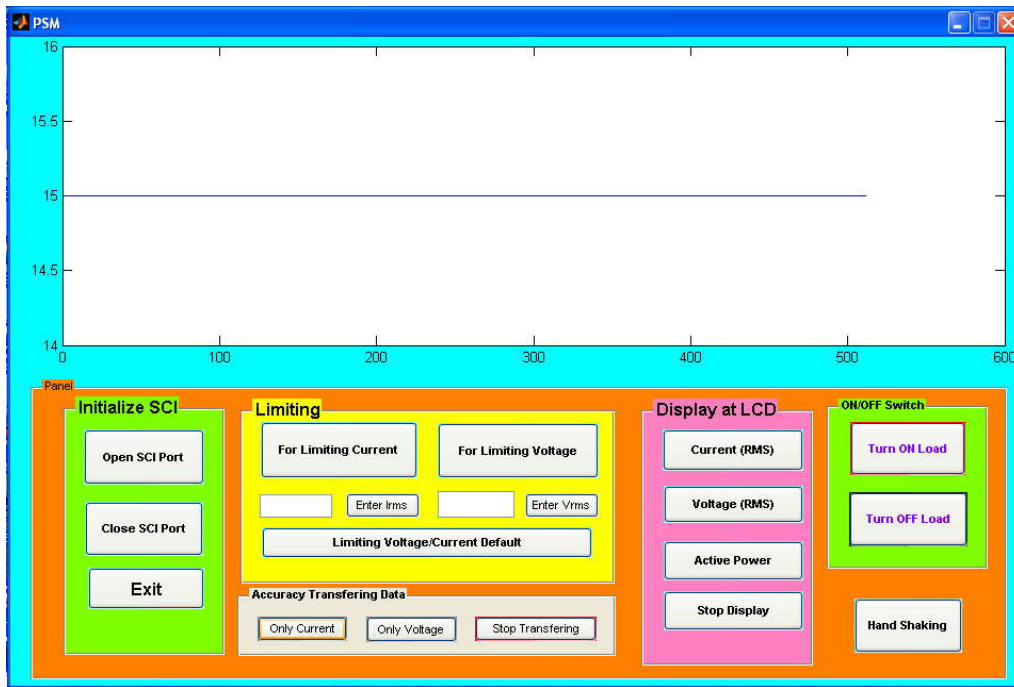 PSM
16
15.5
15
14.5
14
0 100 200 300 400 500 600
Panel
Initialize SCI
Open SCI Port
Close SCI Port
Exit
Limiting
For Limiting Current
For Limiting Voltage
Enter Irms
Enter Vrms
Limiting Voltage/Current Default
Accuracy Transfering Data
Only Current
Only Voltage
Stop Transfering
Display at LCD
Current (RMS)
Voltage (RMS)
Active Power
Stop Display
ON/OFF Switch
Turn ON Load
Turn OFF Load
Hand Shaking